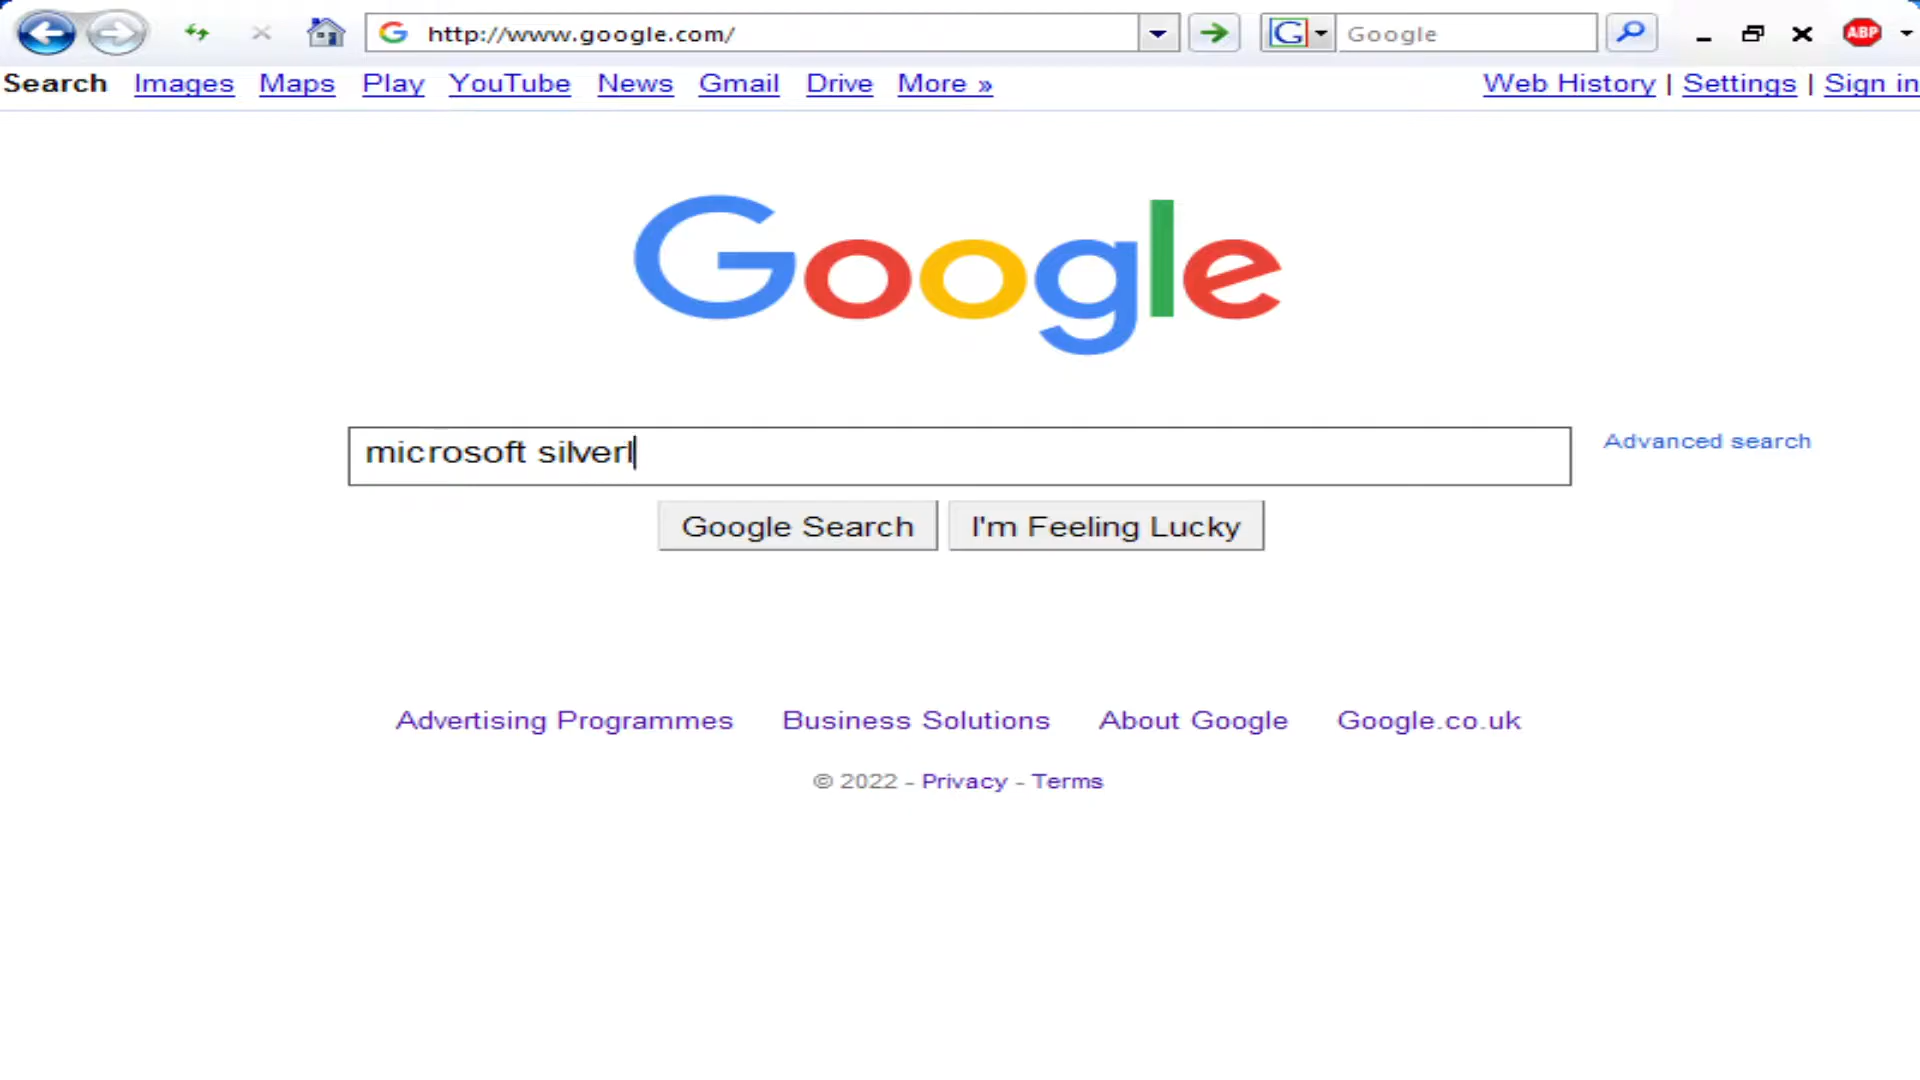 http://www.google.com/ G Google ABP
Search Images Maps Play YouTube News Gmail Drive More » Web History | Settings | Sign in
Google
microsoft silverl
Advanced search
Google Search I'm Feeling Lucky
Advertising Programmes Business Solutions About Google Google.co.uk
© 2022 - Privacy - Terms